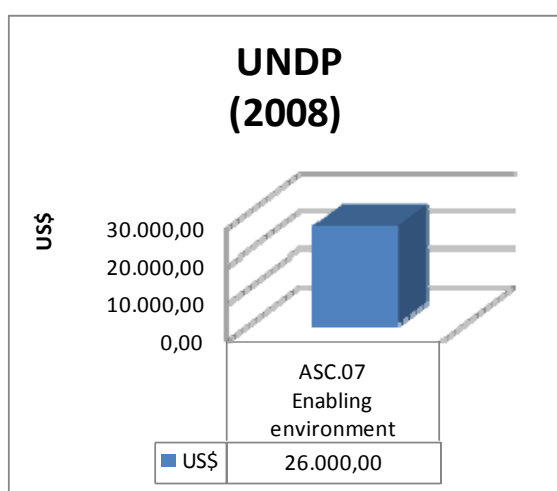 UNDP
(2008)
US$
30.000,00
20.000,00
10.000,00
0,00
ASC.07
Enabling
environment
US$ 26.000,00